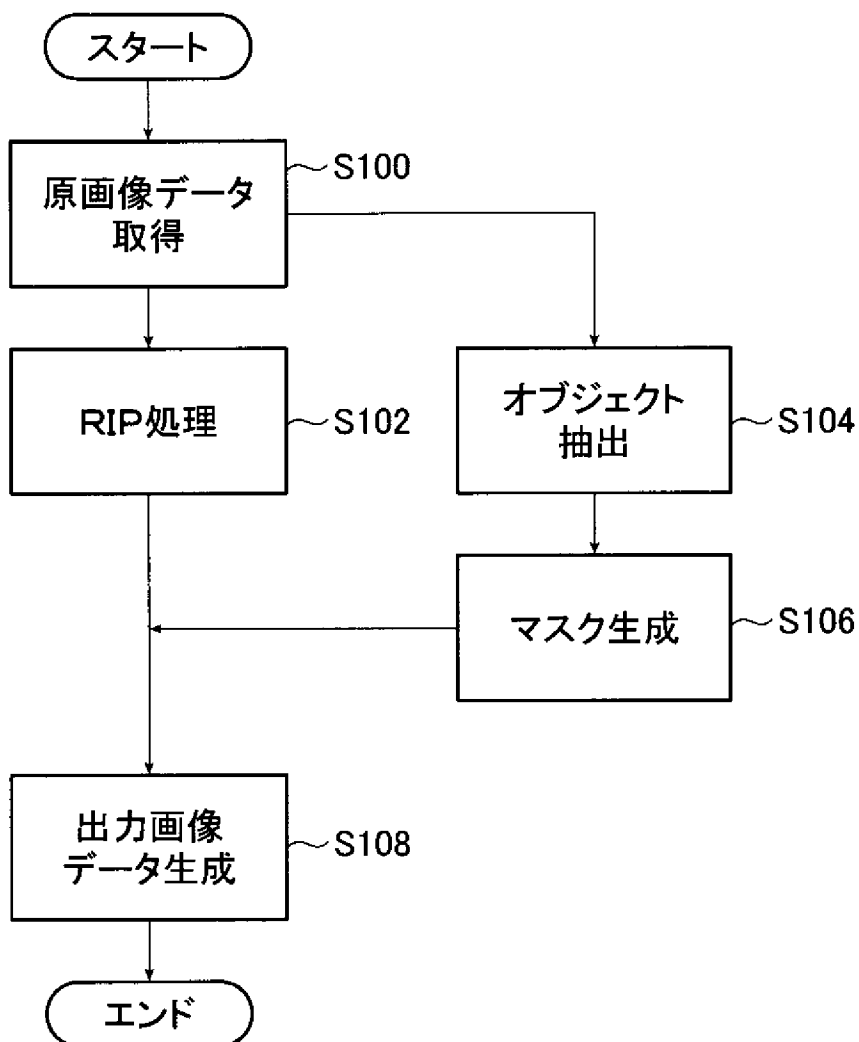 スタート
原画像データ
取得
S100
RIP処理
S102
オブジェクト
抽出
S104
マスク生成
S106
出力画像
データ生成
S108
エンド